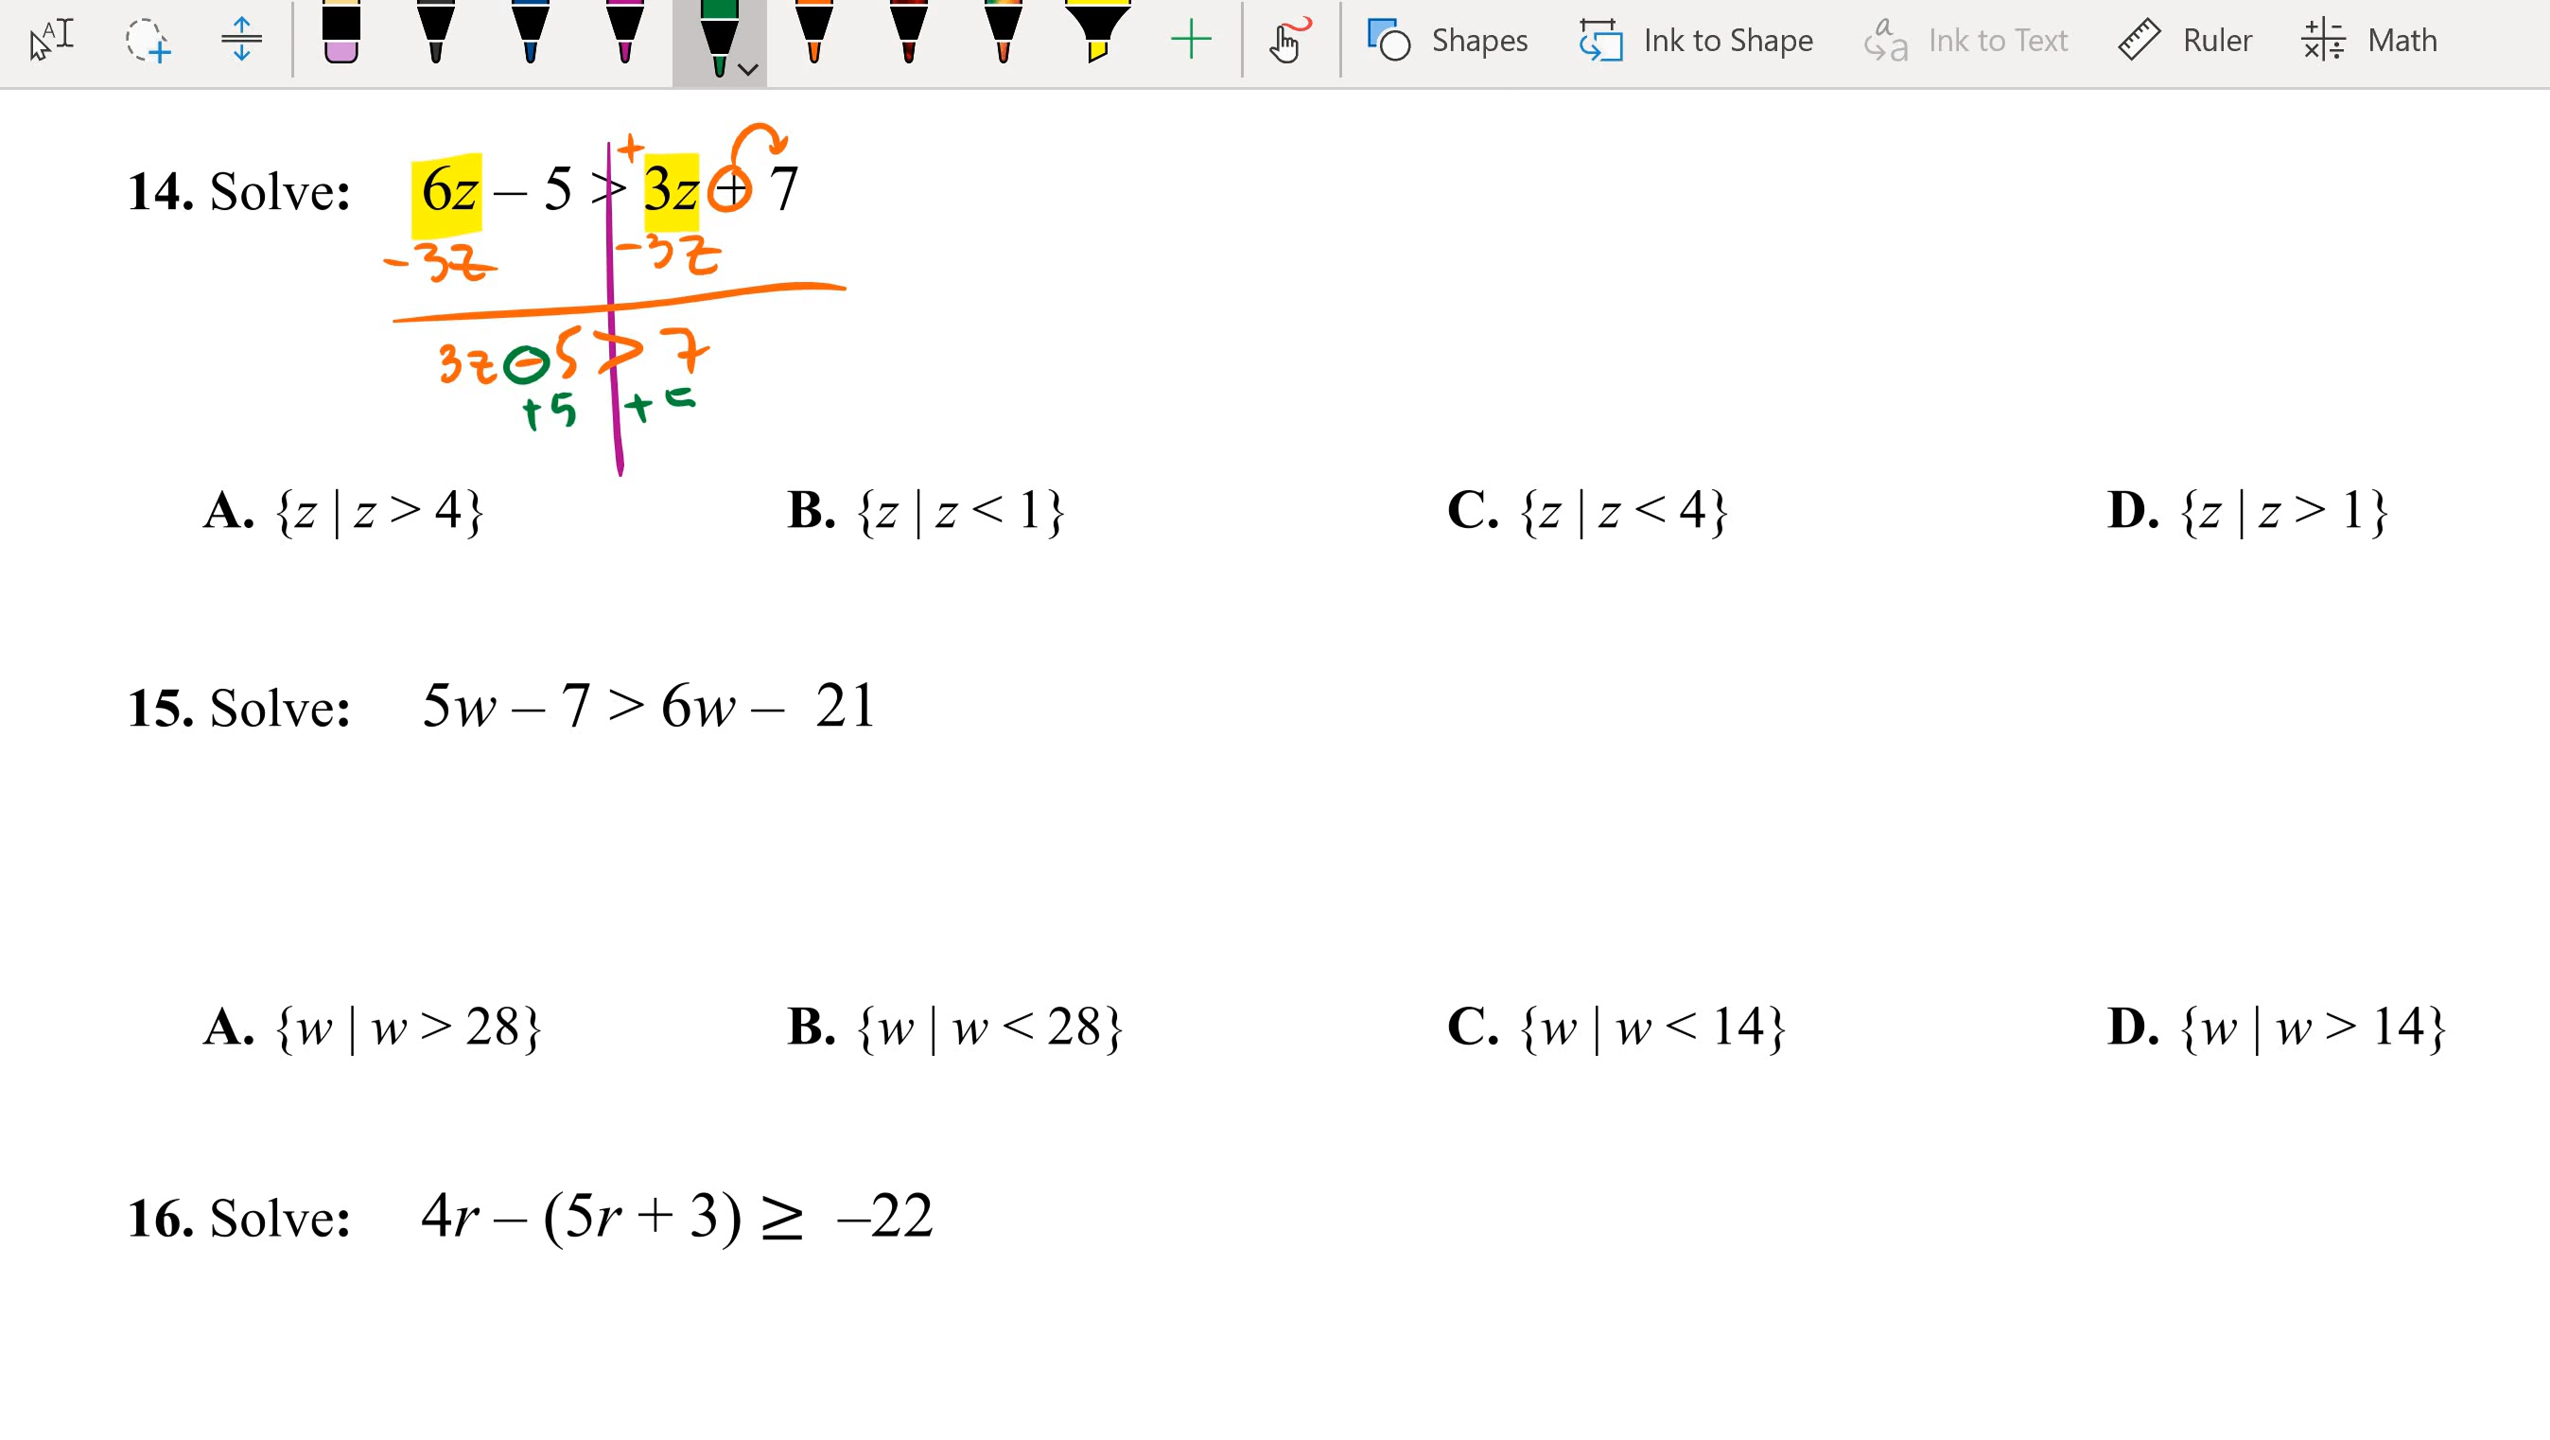 Shapes Ink to Shape Ink to Text Ruler Math
14. Solve: 6z – 5 > + 3z + 7
-3z -3z
3z - 5 > 7
+5 +
A. {z | z > 4} B. {z | z < 1} C. {z | z < 4} D. {z | z > 1}
15. Solve: 5w – 7 > 6w – 21
A. {w | w > 28} B. {w | w < 28} C. {w | w < 14} D. {w | w > 14}
16. Solve: 4r – (5r + 3) ≥ –22